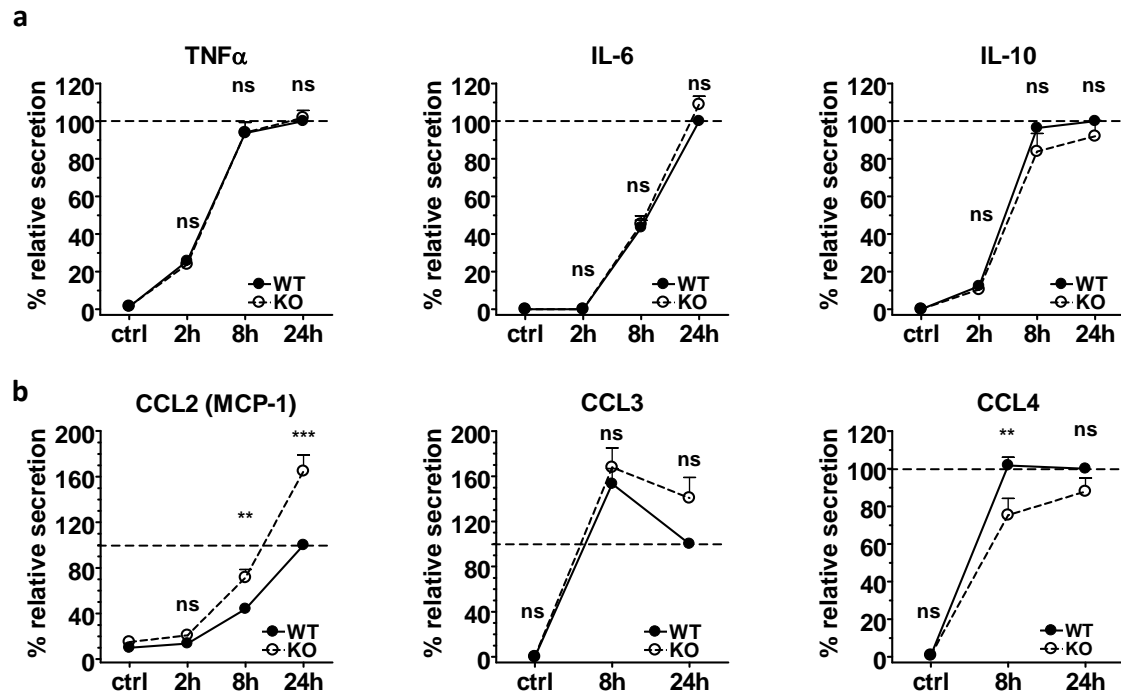 a
TNFα
IL-6
IL-10
% relative secretion
120
100
80
60
40
20
0
ns
ns
ns
WT
KO
ctrl 2h 8h 24h
% relative secretion
120
100
80
60
40
20
0
ns
ns
ns
WT
KO
ctrl 2h 8h 24h
% relative secretion
120
100
80
60
40
20
0
ns
ns
ns
WT
KO
ctrl 2h 8h 24h
b
CCL2 (MCP-1)
CCL3
CCL4
% relative secretion
200
160
120
80
40
0
ns
**
***
WT
KO
ctrl 2h 8h 24h
% relative secretion
200
160
120
80
40
0
ns
ns
ns
WT
KO
ctrl 8h 24h
% relative secretion
120
100
80
60
40
20
0
ns
**
ns
WT
KO
ctrl 8h 24h